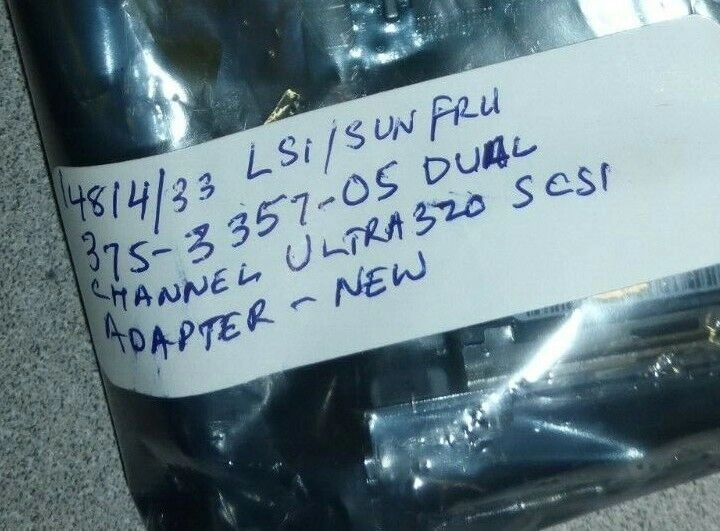 14814/33 LSI/SUN FRU
375-3357-05 DUAL
CHANNEL ULTRA320 SCSI
ADAPTER - NEW